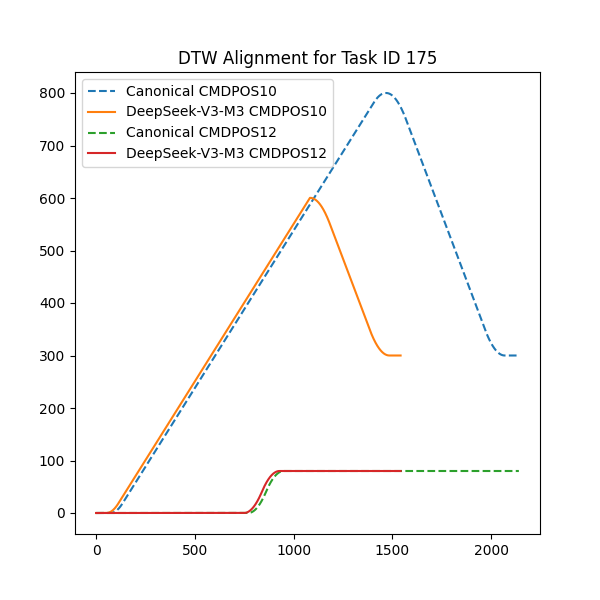 DTW Alignment for Task ID 175
Canonical CMDPOS10
DeepSeek-V3-M3 CMDPOS10
Canonical CMDPOS12
DeepSeek-V3-M3 CMDPOS12
800
700
600
500
400
300
200
100
0
0 500 1000 1500 2000